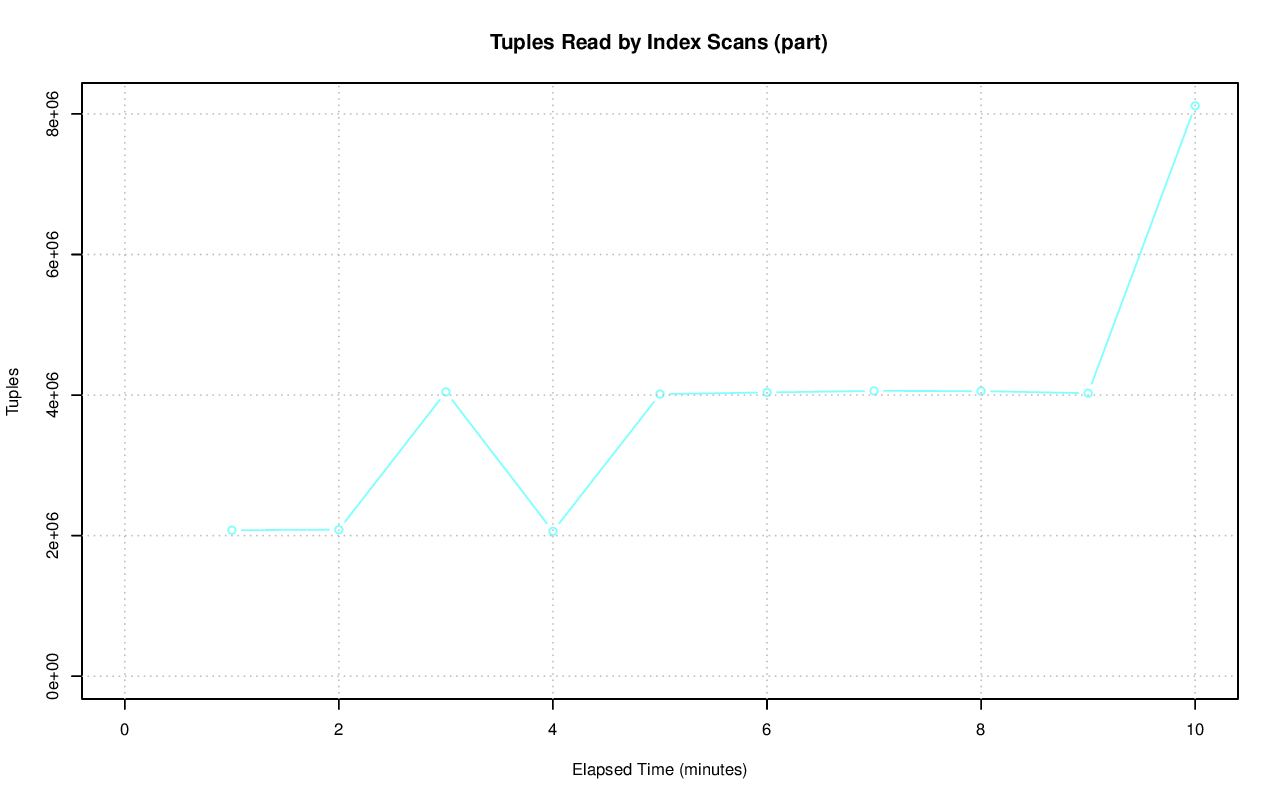 Tuples Read by Index Scans (part)
8e+06
6e+06
4e+06
2e+06
0e+00
Tuples
0 2 4 6 8 10
Elapsed Time (minutes)